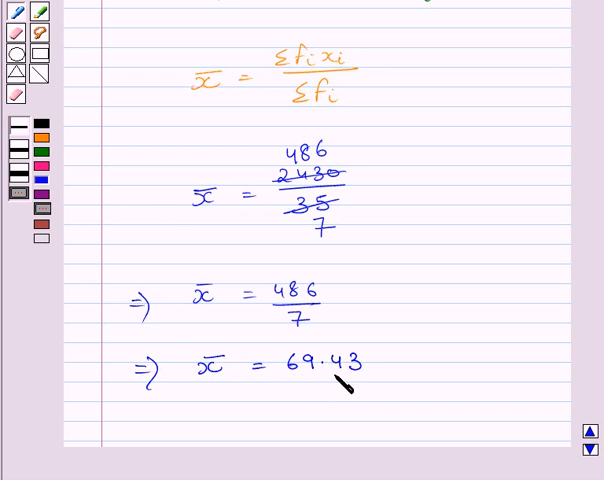 x̄ = Σfixi / Σfi
486
x̄ = 2430 / 35
7
=) x̄ = 486 / 7
=) x̄ = 69.43